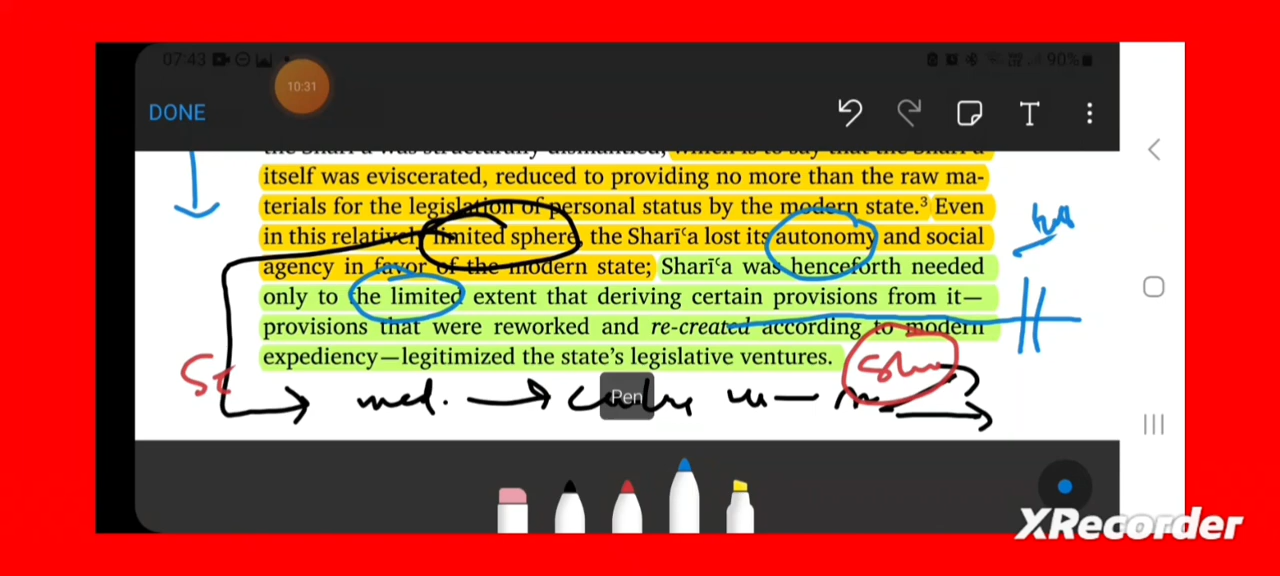 07:43
90%
10:31
DONE
T
itself was eviscerated, reduced to providing no more than the raw ma-
terials for the legislation of personal status by the modern state.³ Even
in this relatively limited sphere, the Sharīʿa lost its autonomy and social
agency in favor of the modern state; Sharīʿa was henceforth needed
only to the limited extent that deriving certain provisions from it—
provisions that were reworked and re-created according to modern
expediency—legitimized the state’s legislative ventures.
St
med.
Pen
XRecorder